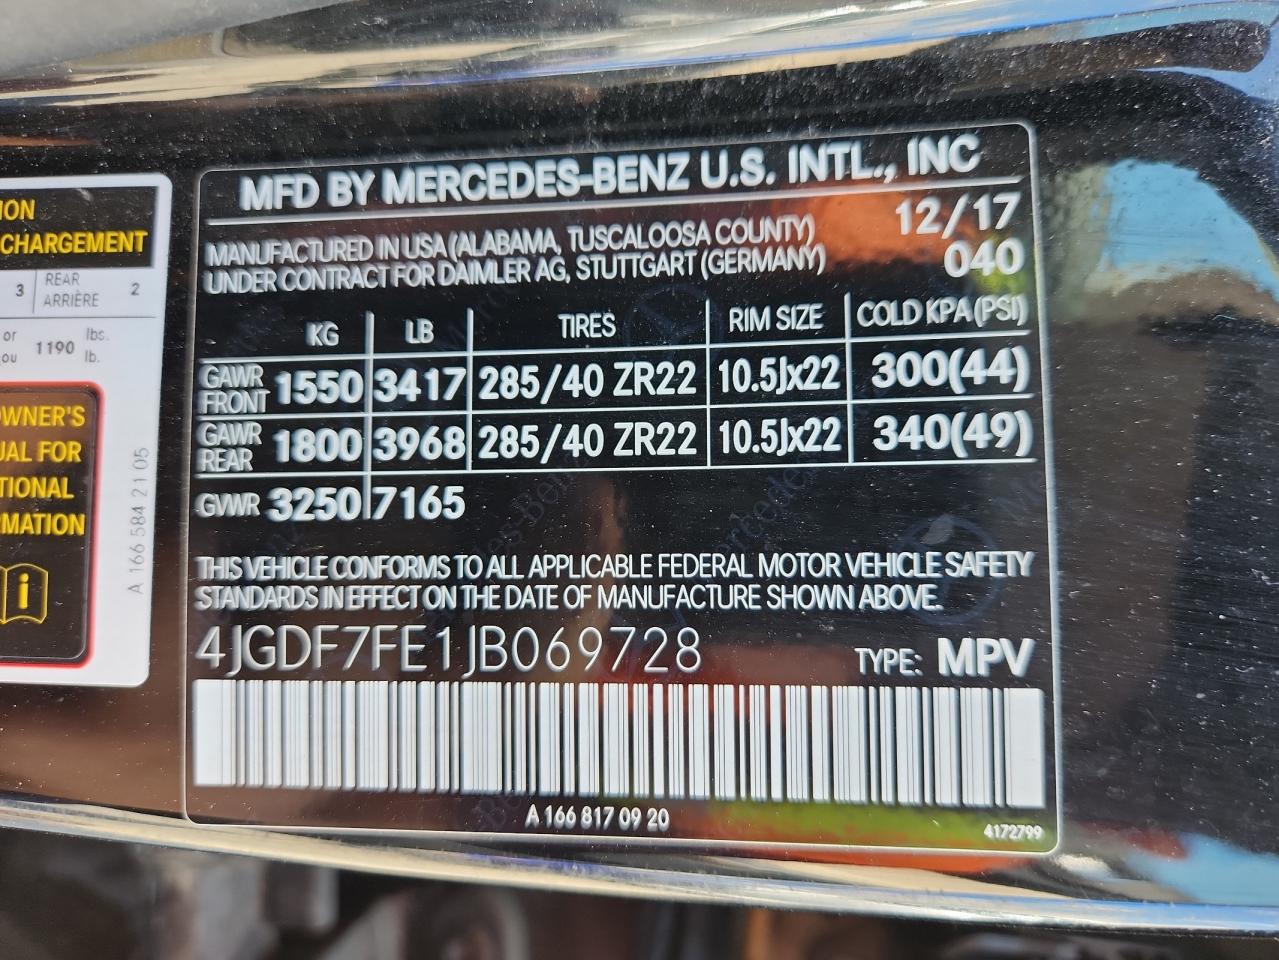 ION
CHARGEMENT
3 REAR ARRIÈRE 2
or ou 1190 lbs. lb.
OWNER'S
UAL FOR
TIONAL
RMATION
A 166 584 21 05
MFD BY MERCEDES-BENZ U.S. INTL., INC
12/17
MANUFACTURED IN USA (ALABAMA, TUSCALOOSA COUNTY)
UNDER CONTRACT FOR DAIMLER AG, STUTTGART (GERMANY) 040
KG LB TIRES RIM SIZE COLD KPA (PSI)
GAWR FRONT 1550 3417 285/40 ZR22 10.5Jx22 300(44)
GAWR REAR 1800 3968 285/40 ZR22 10.5Jx22 340(49)
GVWR 3250 7165
THIS VEHICLE CONFORMS TO ALL APPLICABLE FEDERAL MOTOR VEHICLE SAFETY
STANDARDS IN EFFECT ON THE DATE OF MANUFACTURE SHOWN ABOVE.
4JGDF7FE1JB069728 TYPE: MPV
A 166 817 09 20
4172799